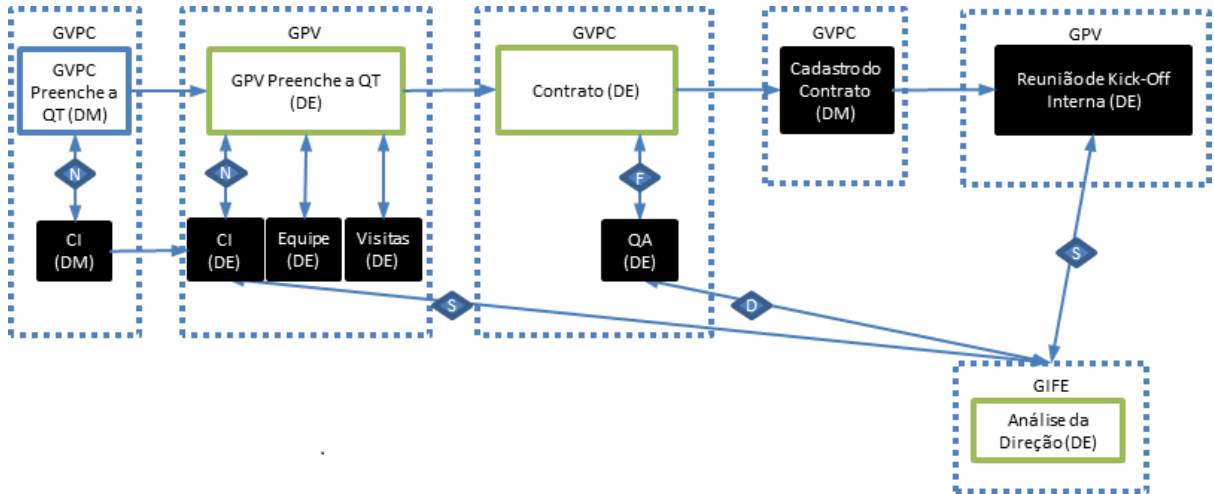 GVPC
GVPC
Preenche a
QT (DM)
N
CI
(DM)
GPV
GPV Preenche a QT
(DE)
N
CI
(DE)
Equipe
(DE)
Visitas
(DE)
S
GVPC
Contrato (DE)
F
QA
(DE)
D
GVPC
Cadastro do
Contrato
(DM)
GPV
Reunião de Kick-Off
Interna (DE)
S
GIFE
Análise da
Direção (DE)
.